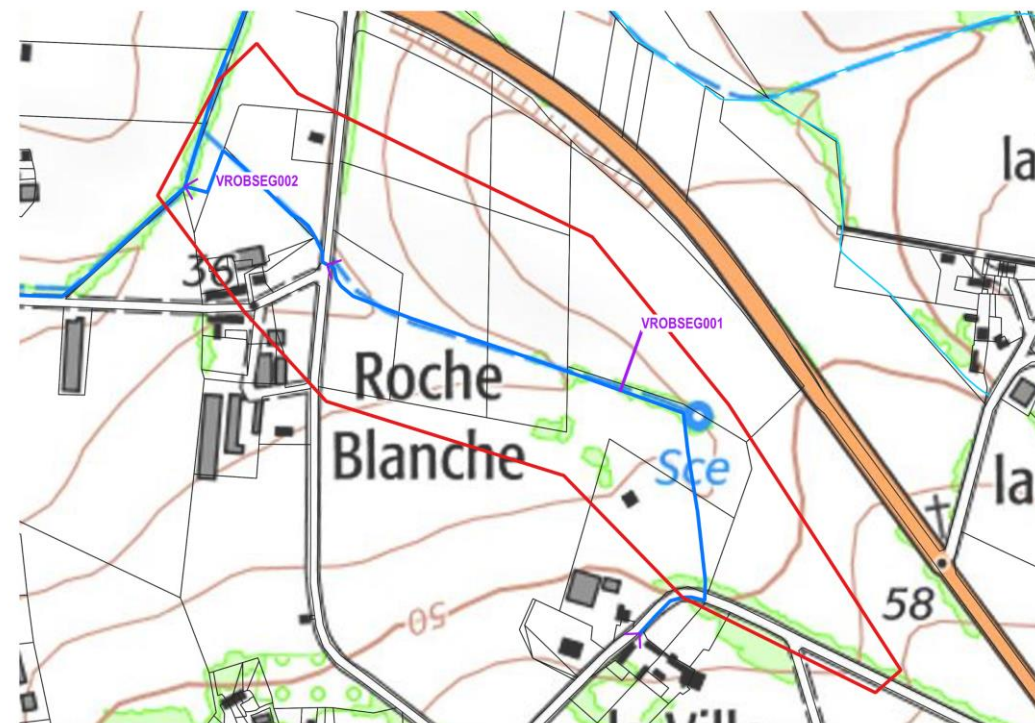 la
VROBSEG002
36
VROBSEG001
Roche
Blanche
Sce
la
58
50